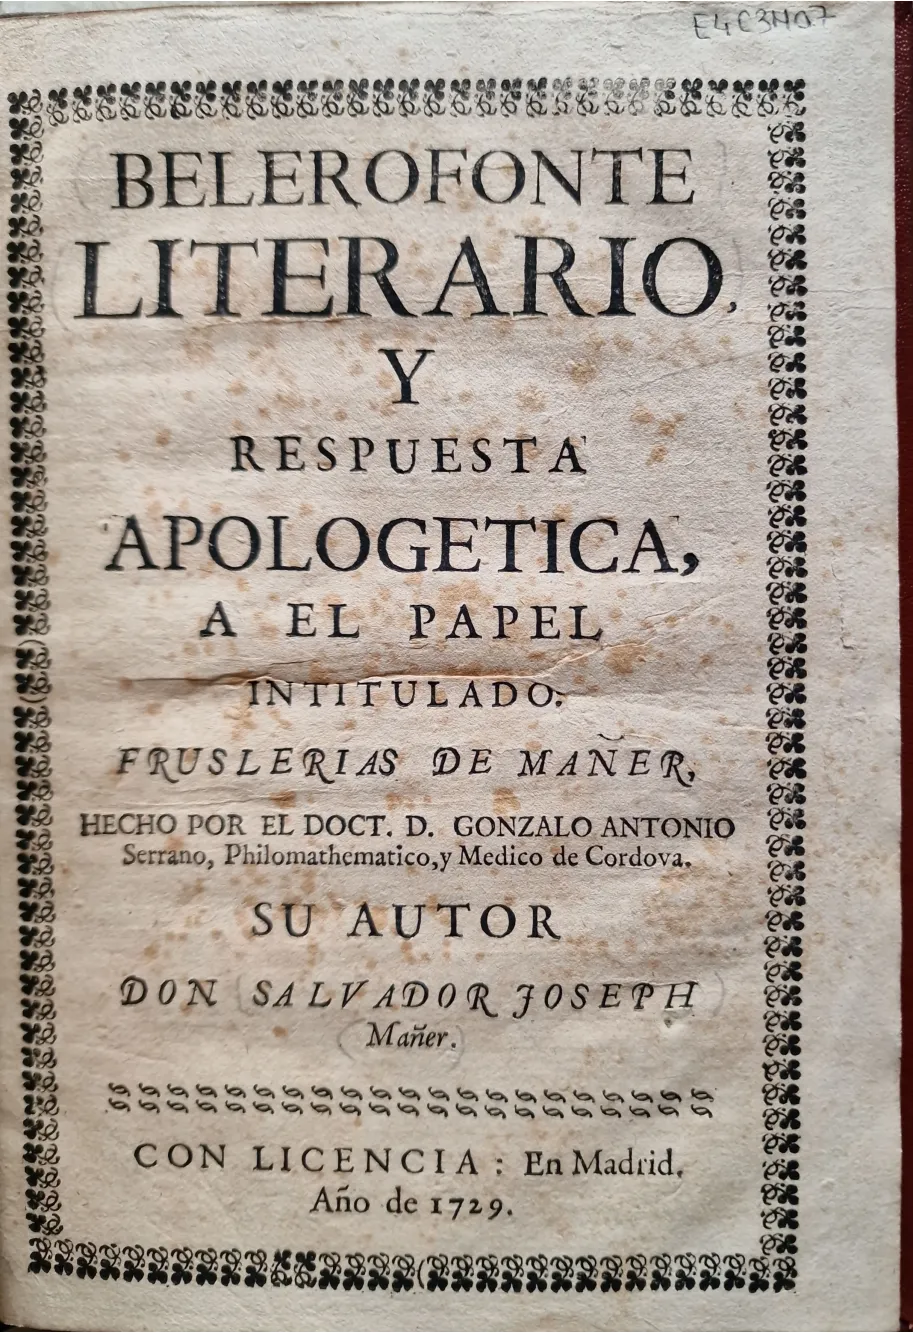 E4C3N07
BELEROFONTE
LITERARIO,
Y
RESPUESTA
APOLOGETICA,
A EL PAPEL
INTITULADO:
FRUSLERIAS DE MAÑER,
HECHO POR EL DOCT. D. GONZALO ANTONIO
Serrano, Philomathematico, y Medico de Cordova.
SU AUTOR
DON SALVADOR JOSEPH
Mañer.
CON LICENCIA: En Madrid.
Año de 1729.